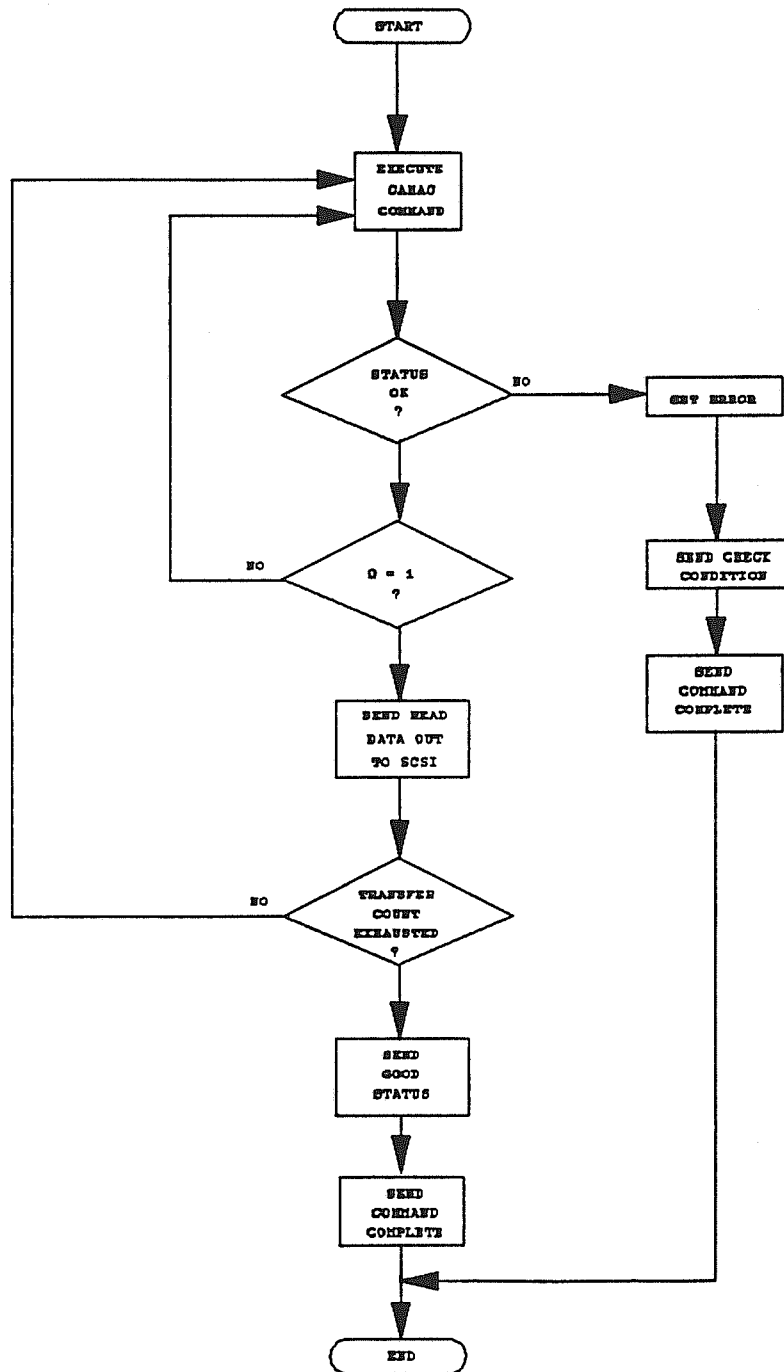 START
EXECUTE
CAMAC
COMMAND
STATUS
OK
?
NO
SET ERROR
SEND CHECK
CONDITION
SEND
COMMAND
COMPLETE
Q = 1
?
NO
SEND READ
DATA OUT
TO SCSI
TRANSFER
COUNT
EXHAUSTED
?
NO
SEND
GOOD
STATUS
SEND
COMMAND
COMPLETE
END